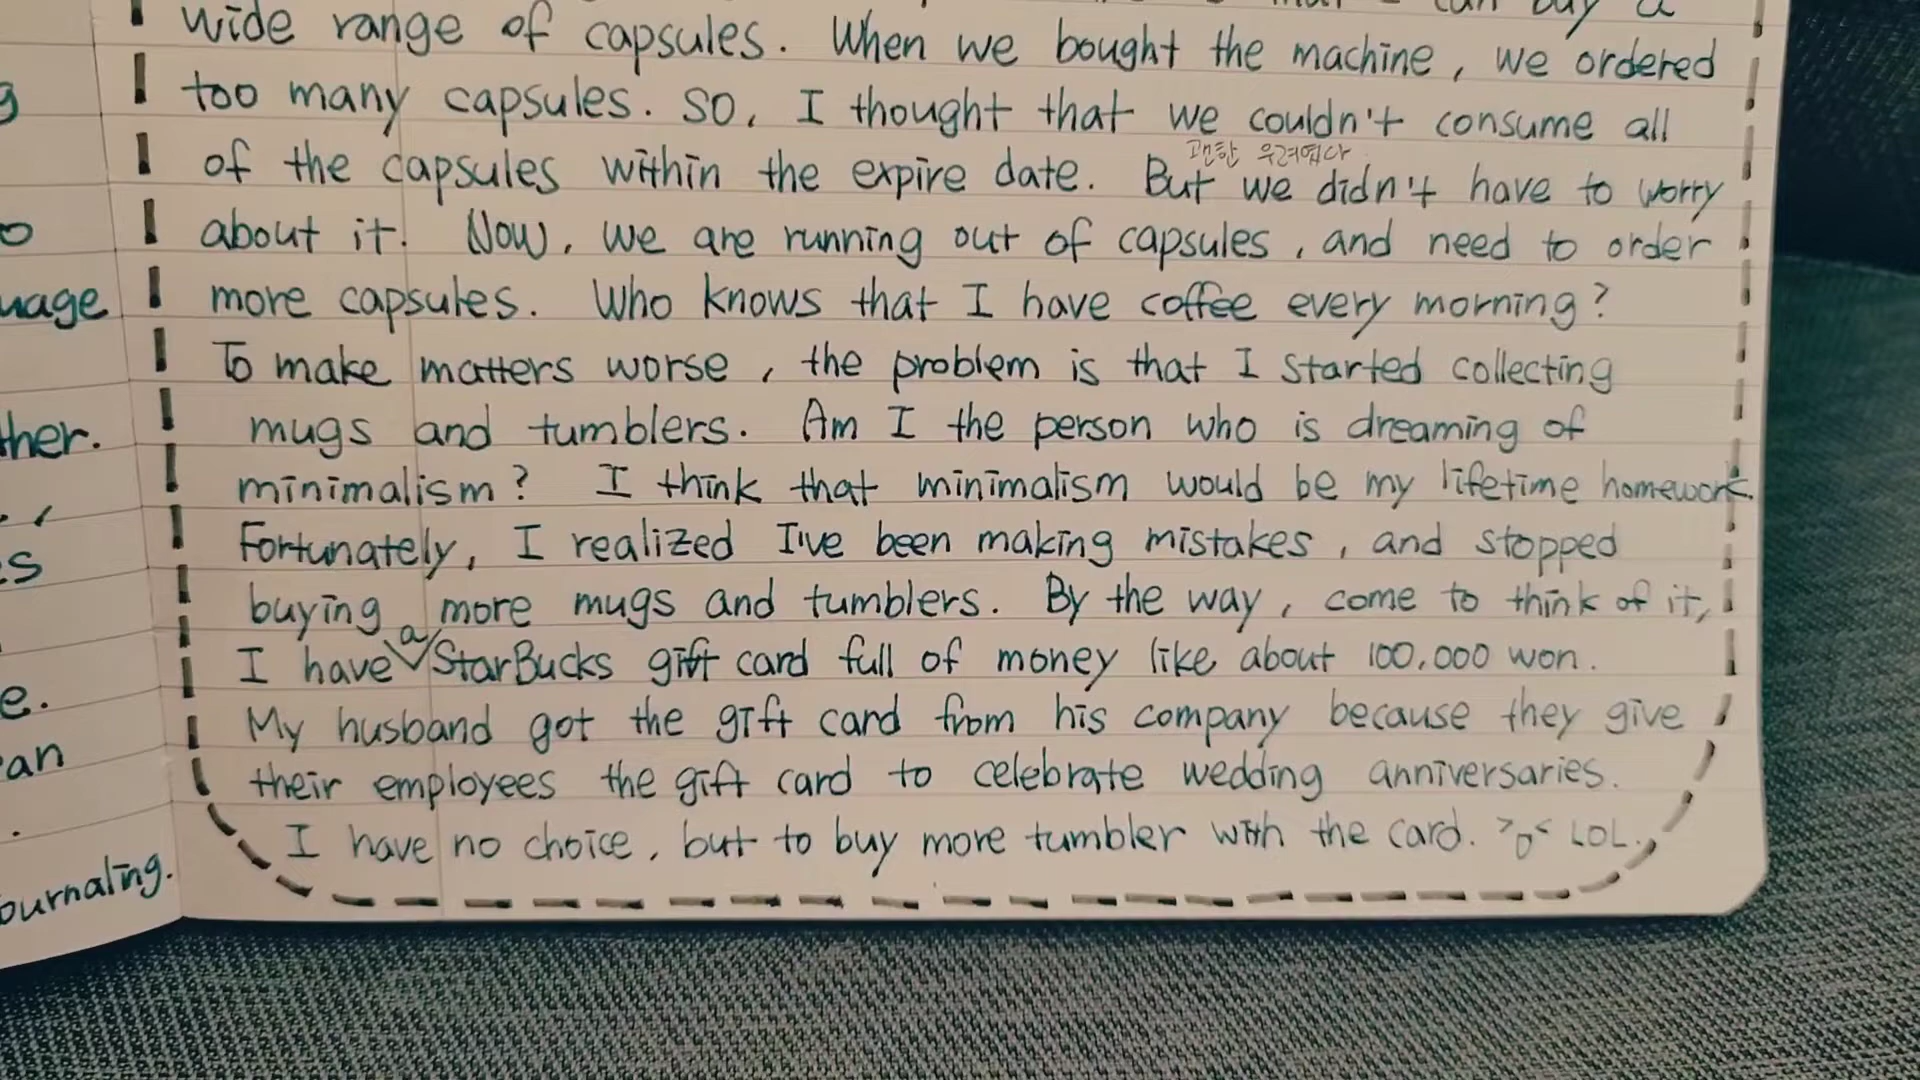 can buy a
wide range of capsules. When we bought the machine, we ordered
too many capsules. So, I thought that we couldn't consume all
괜한 우려였다
of the capsules within the expire date. But we didn't have to worry
about it! Now, we are running out of capsules, and need to order
more capsules. Who knows that I have coffee every morning?
To make matters worse, the problem is that I started collecting
mugs and tumblers. Am I the person who is dreaming of
minimalism? I think that minimalism would be my lifetime homework.
Fortunately, I realized I've been making mistakes, and stopped
buying more mugs and tumblers. By the way, come to think of it,
I have a StarBucks gift card full of money like about 100,000 won.
My husband got the gift card from his company because they give
their employees the gift card to celebrate wedding anniversaries.
I have no choice, but to buy more tumbler with the card. >o< LOL.
uage
ther.
s
e.
an
ournaling.